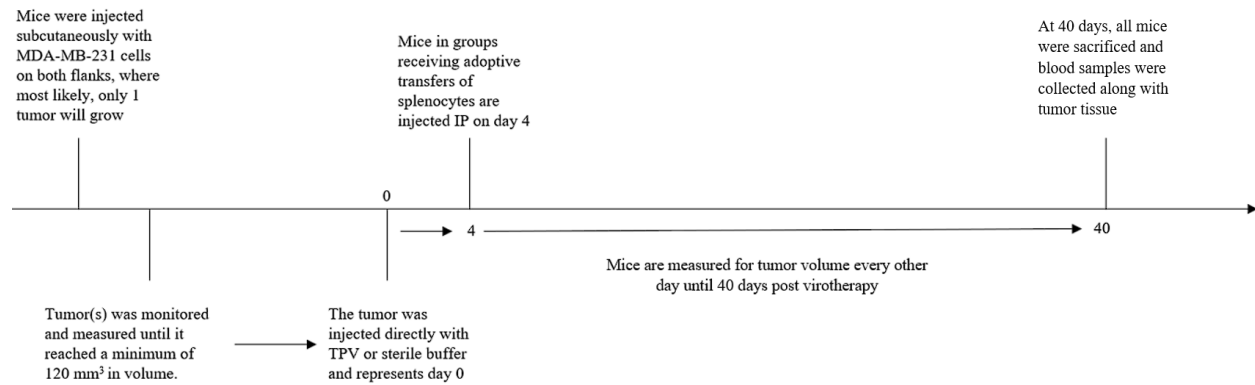 Mice were injected
subcutaneously with
MDA-MB-231 cells
on both flanks, where
most likely, only 1
tumor will grow
Mice in groups
receiving adoptive
transfers of
splenocytes are
injected IP on day 4
At 40 days, all mice
were sacrificed and
blood samples were
collected along with
tumor tissue
0
4
40
Mice are measured for tumor volume every other
day until 40 days post virotherapy
Tumor(s) was monitored
and measured until it
reached a minimum of
120 mm³ in volume.
The tumor was
injected directly with
TPV or sterile buffer
and represents day 0